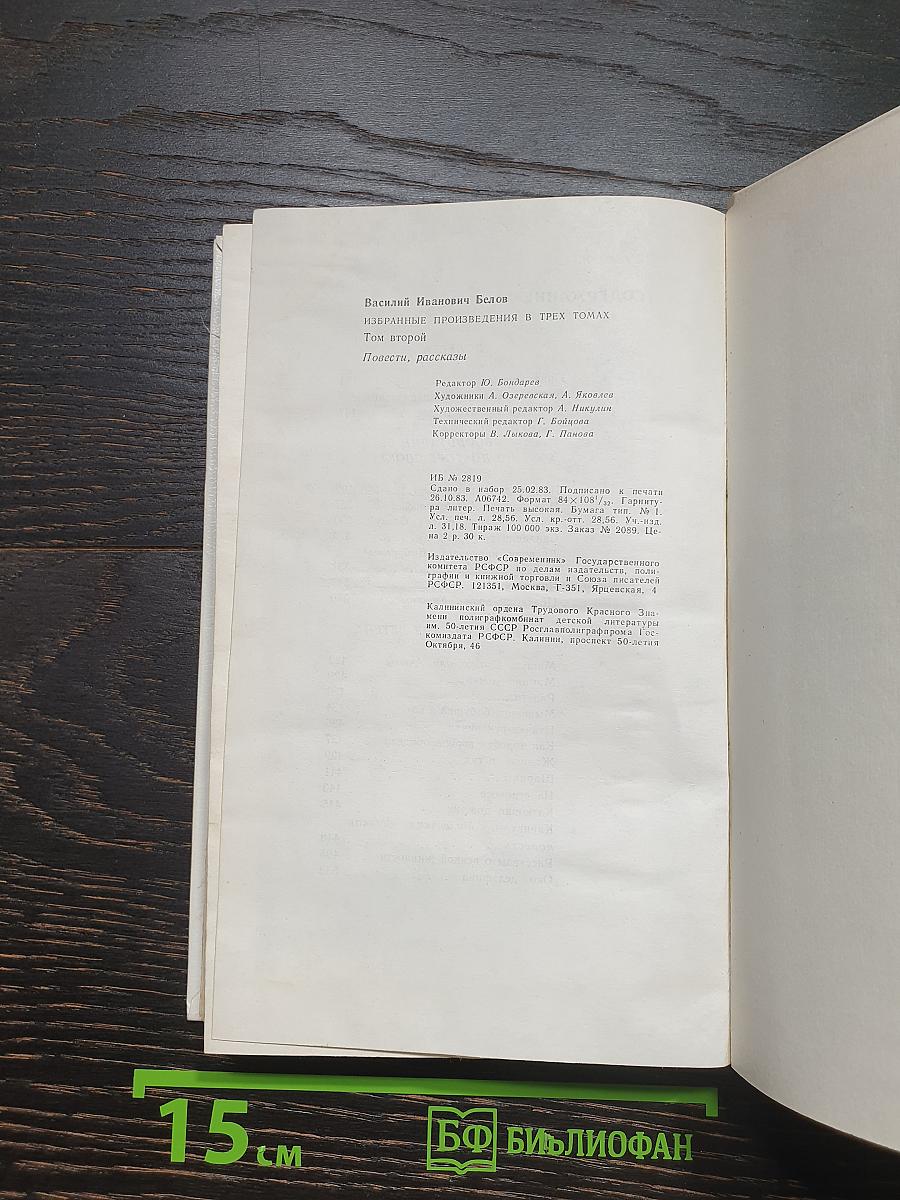 Василий Иванович Белов
ИЗБРАННЫЕ ПРОИЗВЕДЕНИЯ В ТРЕХ ТОМАХ
Том второй
Повести, рассказы
Редактор Ю. Бондарев
Художники А. Озеревская, А. Яковлев
Художественный редактор А. Никулин
Технический редактор Г. Бойцова
Корректоры В. Лыкова, Г. Панова
ИБ № 2819
Сдано в набор 25.02.83. Подписано к печати
26.10.83. А06742. Формат 84×108¹/₃₂. Гарниту-
ра литер. Печать высокая. Бумага тип. № 1.
Усл. печ. л. 28,56. Усл. кр.-отт. 28,56. Уч.-изд.
л. 31,18. Тираж 100 000 экз. Заказ № 2089. Це-
на 2 р. 30 к.
Издательство «Современник» Государственного
комитета РСФСР по делам издательств, поли-
графии и книжной торговли и Союза писателей
РСФСР. 121351, Москва, Г-351, Ярцевская, 4
Калининский ордена Трудового Красного Зна-
мени полиграфкомбинат детской литературы
им. 50-летия СССР Росглавполиграфпрома Гос-
комиздата РСФСР. Калинин, проспект 50-летия
Октября, 46
15 см
БФ БИБЛИОФАН